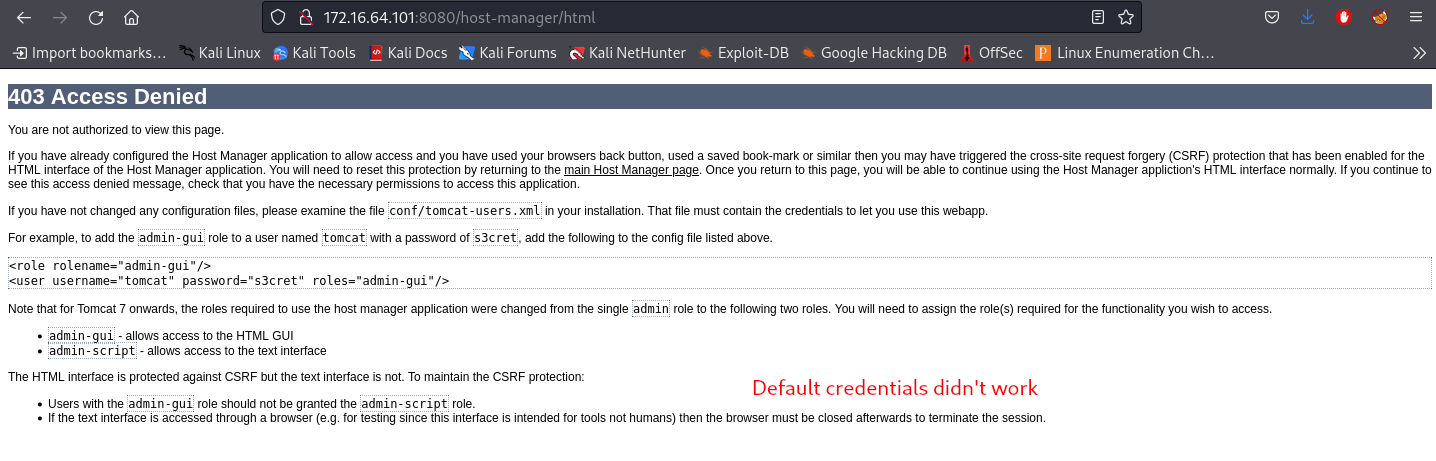 172.16.64.101:8080/host-manager/html
Import bookmarks... Kali Linux Kali Tools Kali Docs Kali Forums Kali NetHunter Exploit-DB Google Hacking DB OffSec Linux Enumeration Ch...
403 Access Denied
You are not authorized to view this page.
If you have already configured the Host Manager application to allow access and you have used your browsers back button, used a saved book-mark or similar then you may have triggered the cross-site request forgery (CSRF) protection that has been enabled for the
HTML interface of the Host Manager application. You will need to reset this protection by returning to the main Host Manager page. Once you return to this page, you will be able to continue using the Host Manager appliction's HTML interface normally. If you continue to
see this access denied message, check that you have the necessary permissions to access this application.
If you have not changed any configuration files, please examine the file conf/tomcat-users.xml in your installation. That file must contain the credentials to let you use this webapp.
For example, to add the admin-gui role to a user named tomcat with a password of s3cret, add the following to the config file listed above.
<role rolename="admin-gui"/>
<user username="tomcat" password="s3cret" roles="admin-gui"/>
Note that for Tomcat 7 onwards, the roles required to use the host manager application were changed from the single admin role to the following two roles. You will need to assign the role(s) required for the functionality you wish to access.
• admin-gui - allows access to the HTML GUI
• admin-script - allows access to the text interface
The HTML interface is protected against CSRF but the text interface is not. To maintain the CSRF protection:
Default credentials didn't work
• Users with the admin-gui role should not be granted the admin-script role.
• If the text interface is accessed through a browser (e.g. for testing since this interface is intended for tools not humans) then the browser must be closed afterwards to terminate the session.